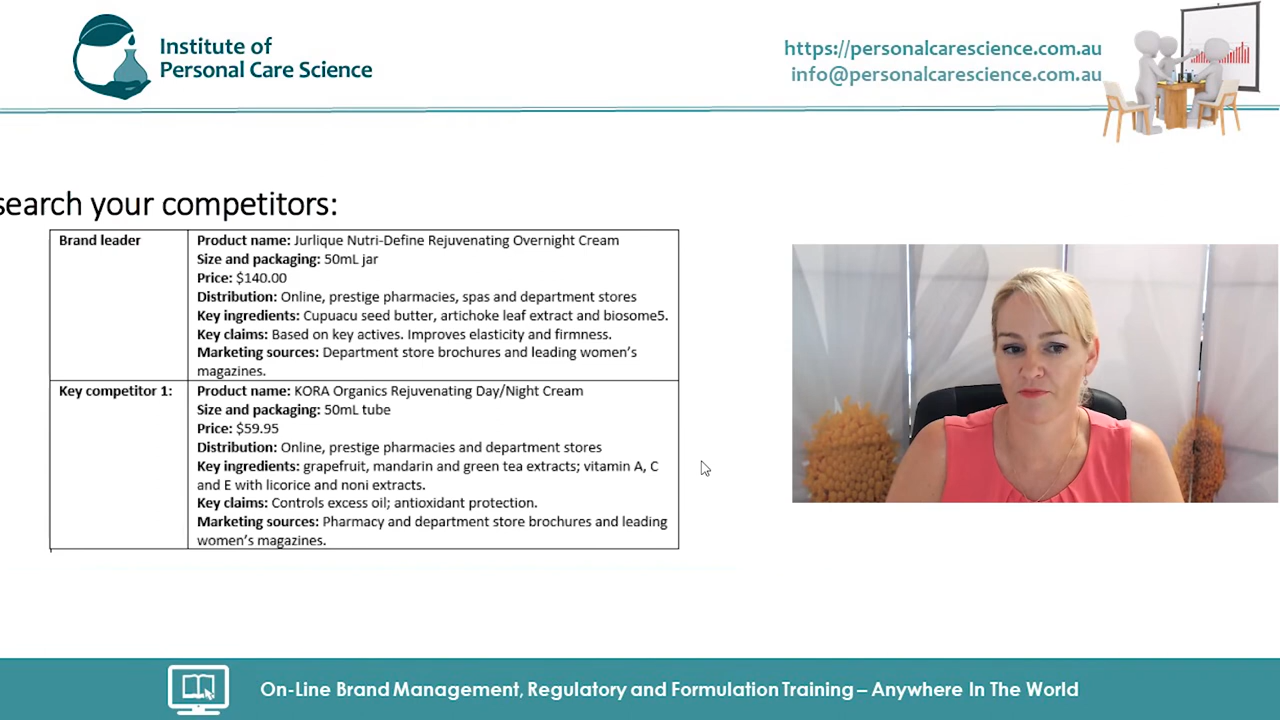 Institute of
Personal Care Science
https://personalcarescience.com.au
info@personalcarescience.com.au
search your competitors:
Brand leader
Product name: Jurlique Nutri-Define Rejuvenating Overnight Cream
Size and packaging: 50mL jar
Price: $140.00
Distribution: Online, prestige pharmacies, spas and department stores
Key ingredients: Cupuacu seed butter, artichoke leaf extract and biosome5.
Key claims: Based on key actives. Improves elasticity and firmness.
Marketing sources: Department store brochures and leading women's
magazines.
Key competitor 1:
Product name: KORA Organics Rejuvenating Day/Night Cream
Size and packaging: 50mL tube
Price: $59.95
Distribution: Online, prestige pharmacies and department stores
Key ingredients: grapefruit, mandarin and green tea extracts; vitamin A, C
and E with licorice and noni extracts.
Key claims: Controls excess oil; antioxidant protection.
Marketing sources: Pharmacy and department store brochures and leading
women's magazines.
On-Line Brand Management, Regulatory and Formulation Training – Anywhere In The World